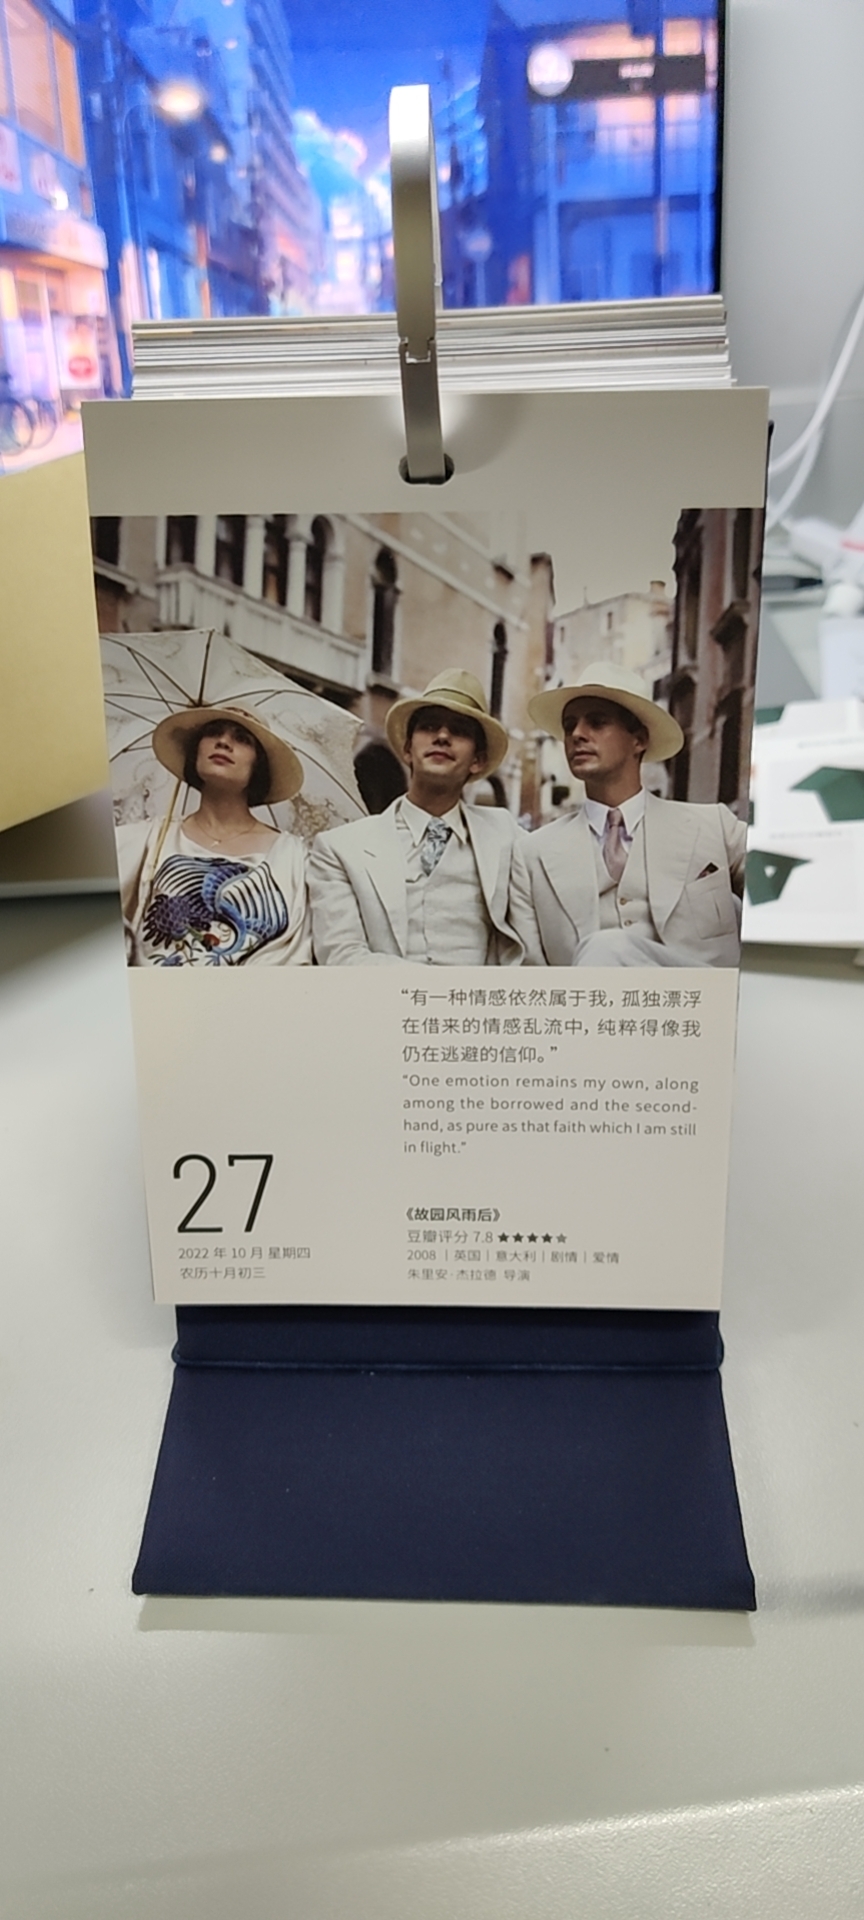 “有一种情感依然属于我，孤独漂浮
在借来的情感乱流中，纯粹得像我
仍在逃避的信仰。”
“One emotion remains my own, along
among the borrowed and the second-
hand, as pure as that faith which I am still
in flight.”
27
2022 年 10 月 星期四
农历十月初三
《故园风雨后》
豆瓣评分 7.8 ★★★★★
2008 | 英国 | 意大利 | 剧情 | 爱情
朱里安·杰拉德 导演